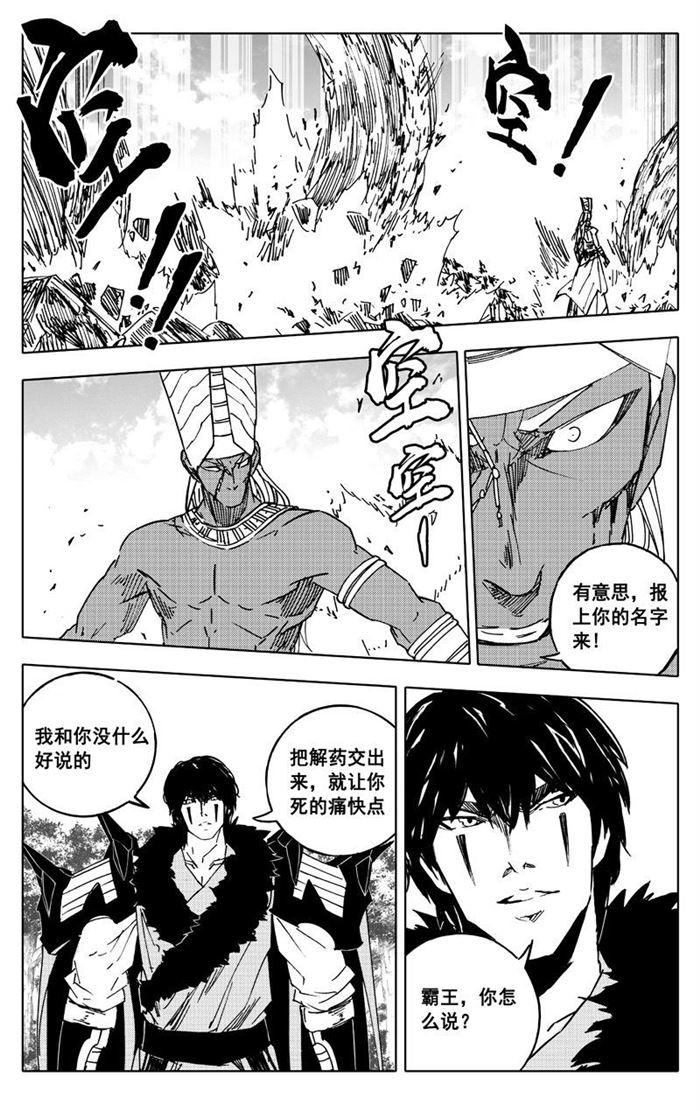 空!!
空!
空
空
有意思，报
上你的名字
来!
我和你没什么
好说的
把解药交出
来，就让你
死的痛快点
霸王，你怎
么说？